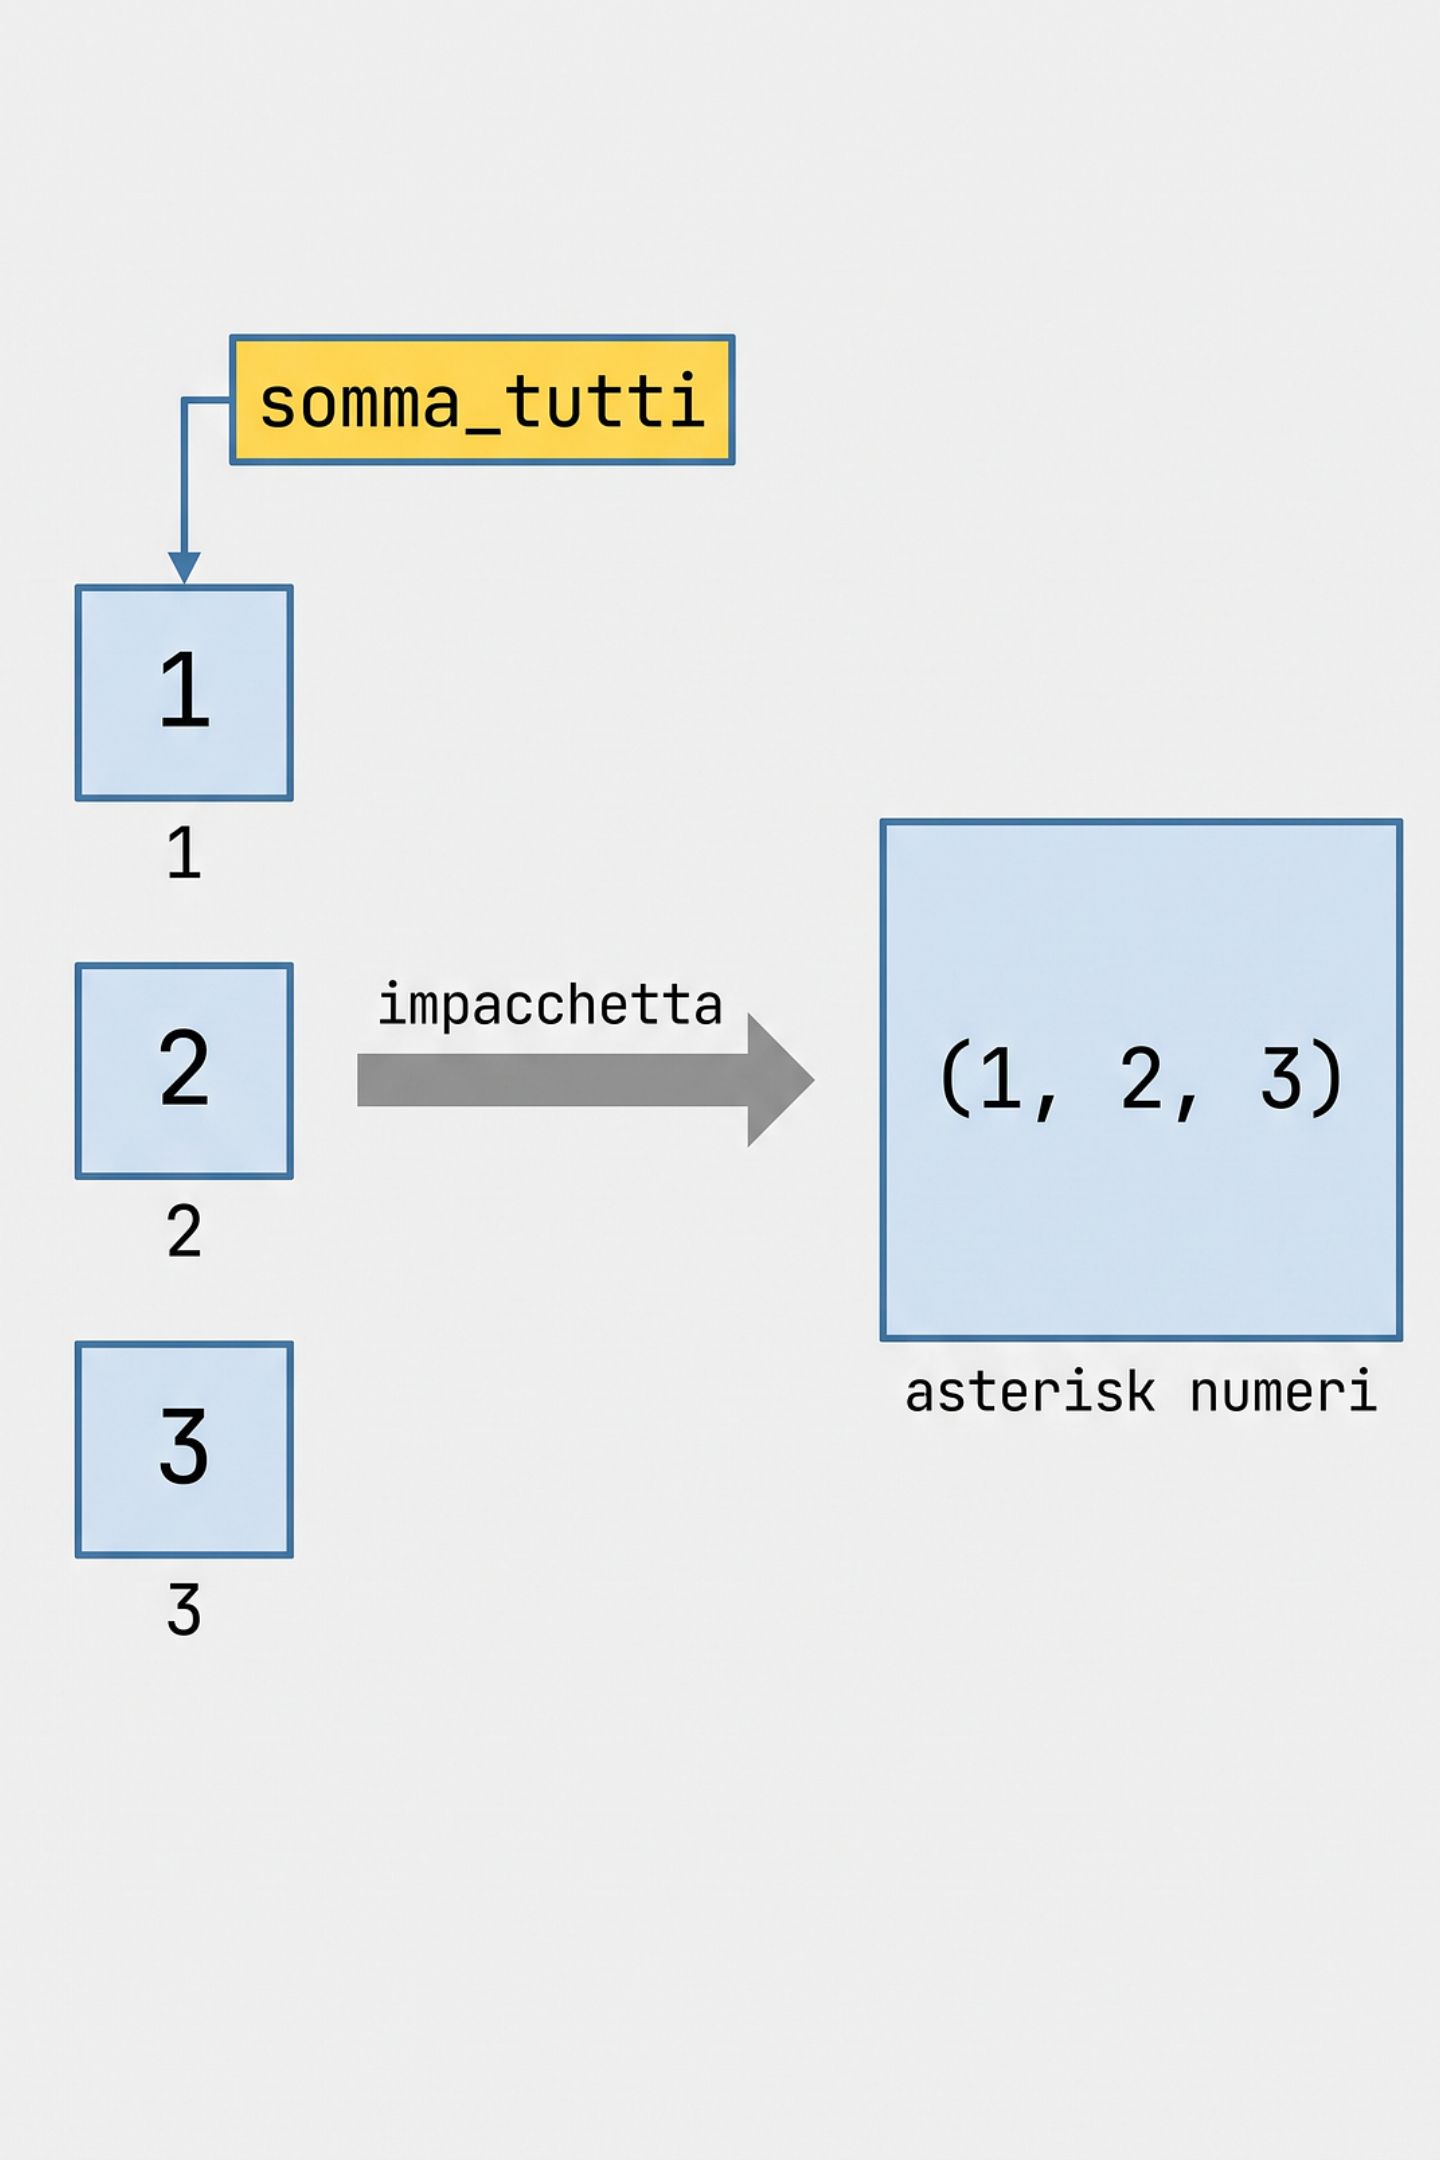 somma_tutti
1
1
2
2
3
3
impacchetta
(1, 2, 3)
asterisk numeri